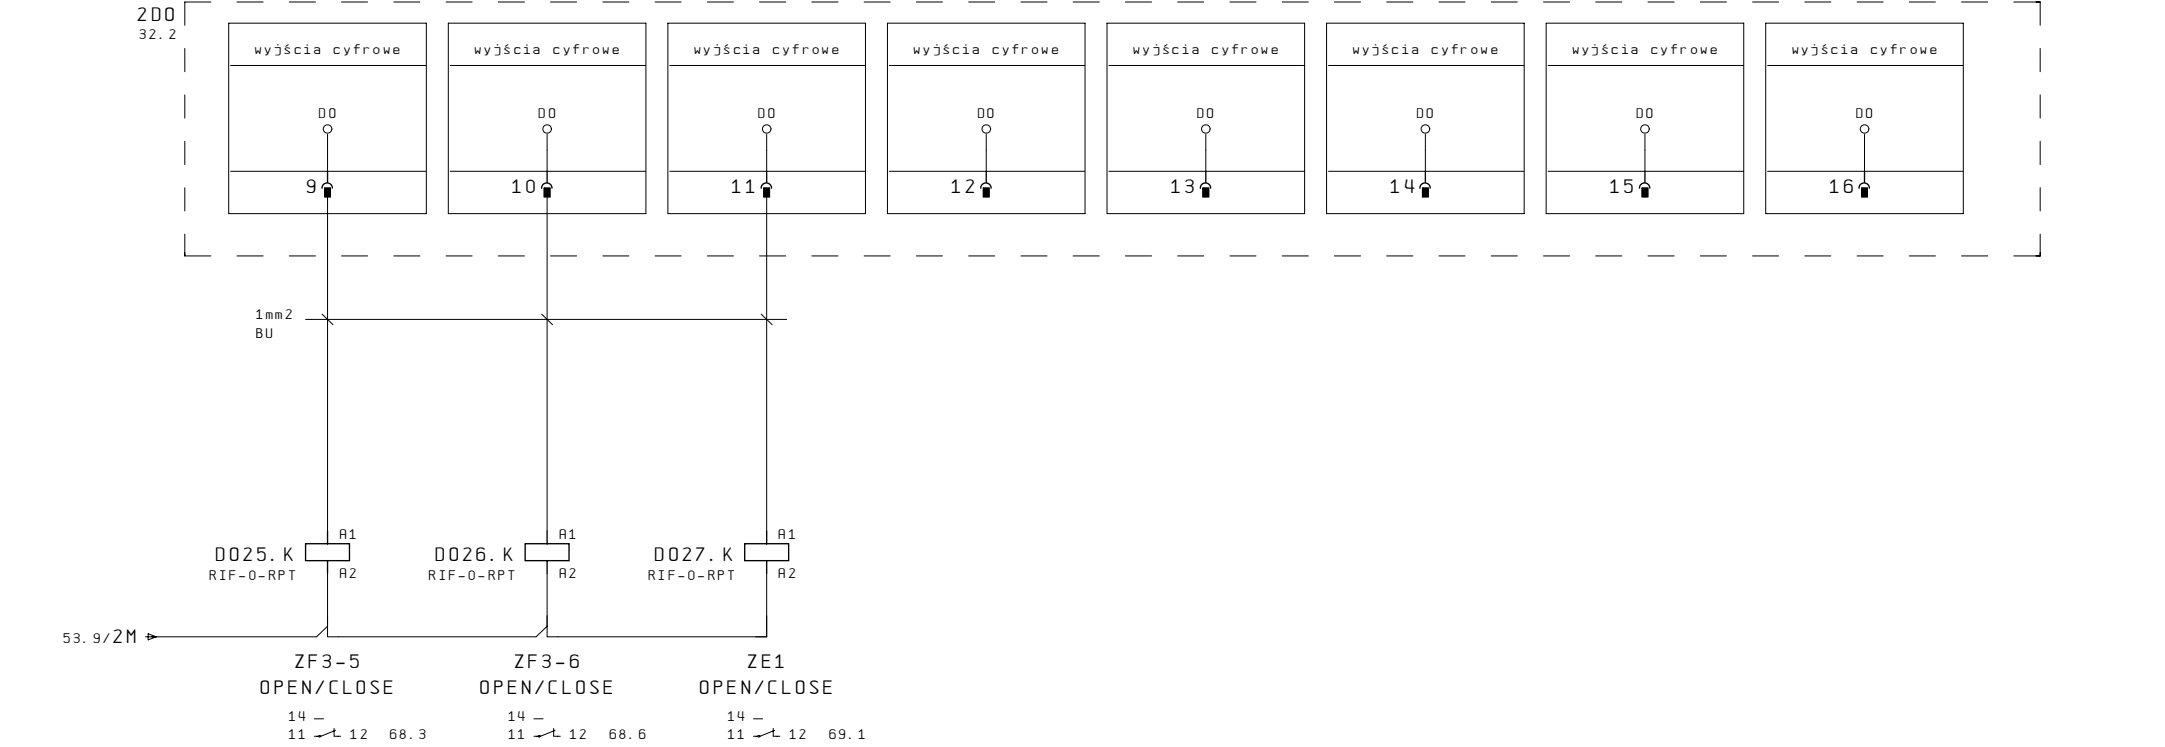 2DO
32.2
wyjścia cyfrowe wyjścia cyfrowe wyjścia cyfrowe wyjścia cyfrowe wyjścia cyfrowe wyjścia cyfrowe wyjścia cyfrowe wyjścia cyfrowe
DO DO DO DO DO DO DO DO
9 10 11 12 13 14 15 16
1mm2
BU
A1 A1 A1
DO25.K DO26.K DO27.K
RIF-0-RPT A2 RIF-0-RPT A2 RIF-0-RPT A2
53.9/2M
ZF3-5 ZF3-6 ZE1
OPEN/CLOSE OPEN/CLOSE OPEN/CLOSE
14 14 14
11 12 68.3 11 12 68.6 11 12 69.1